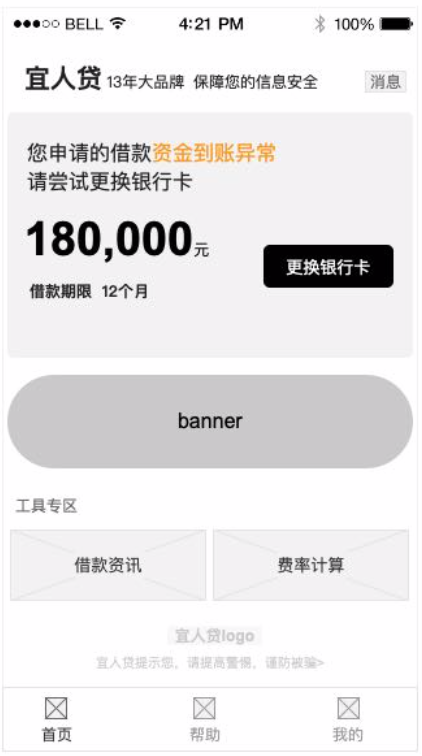 ●●●○○ BELL 4:21 PM 100%
宜人贷 13年大品牌 保障您的信息安全 消息
您申请的借款资金到账异常
请尝试更换银行卡
180,000元
更换银行卡
借款期限 12个月
banner
工具专区
借款资讯 费率计算
宜人贷logo
宜人贷提示您，请提高警惕，谨防被骗>
首页 帮助 我的